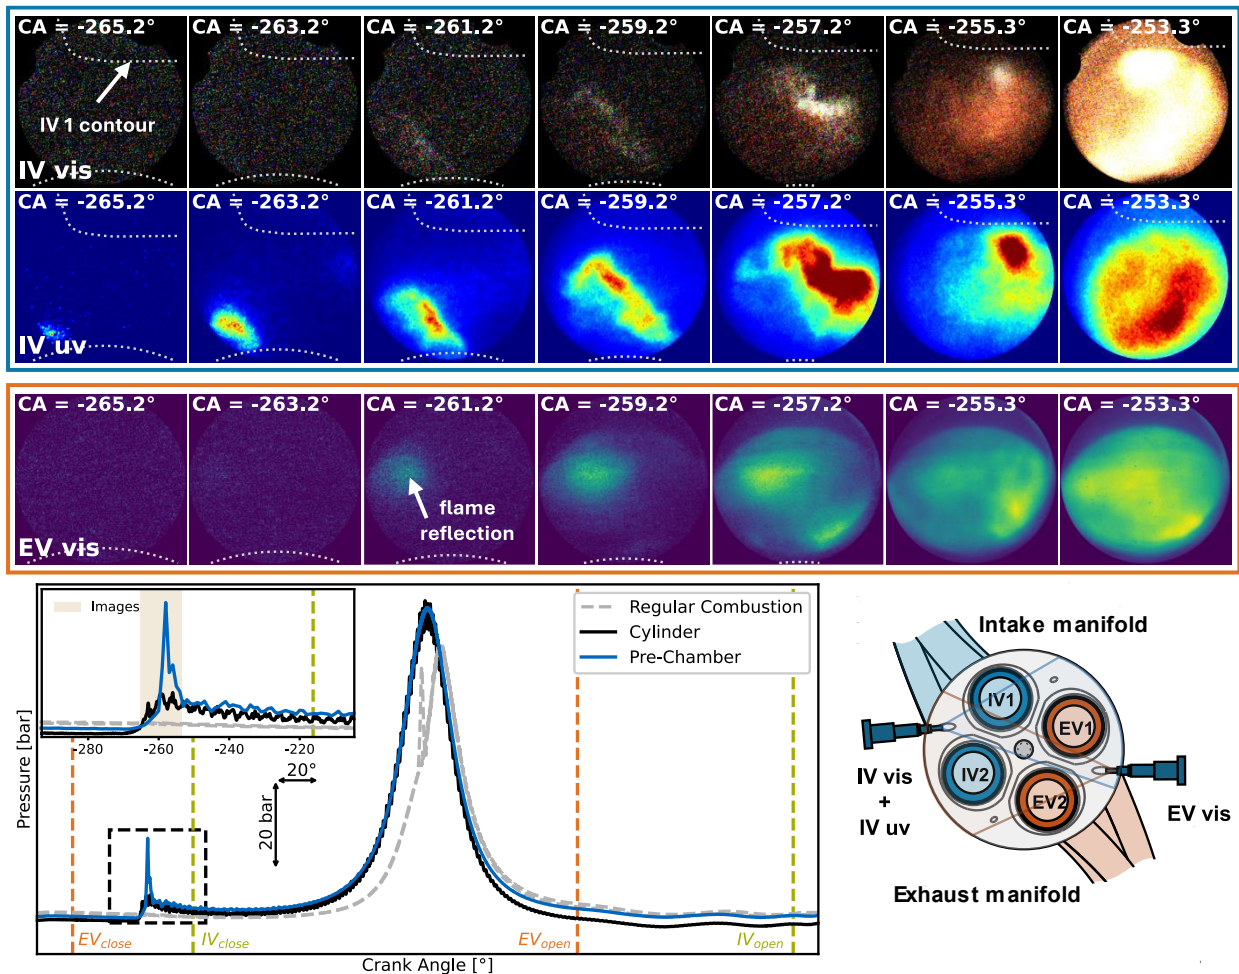 CA = -265.2° CA = -263.2° CA = -261.2° CA = -259.2° CA = -257.2° CA = -255.3° CA = -253.3°
IV 1 contour
IV vis
CA = -265.2° CA = -263.2° CA = -261.2° CA = -259.2° CA = -257.2° CA = -255.3° CA = -253.3°
IV uv
CA = -265.2° CA = -263.2° CA = -261.2° CA = -259.2° CA = -257.2° CA = -255.3° CA = -253.3°
flame
reflection
EV vis
Images
-280 -260 -240 -220
Regular Combustion
Cylinder
Pre-Chamber
Pressure [bar]
20°
20 bar
EVclose IVclose EVopen IVopen
Crank Angle [°]
Intake manifold
IV1
EV1
IV2
EV2
IV vis
+
IV uv
EV vis
Exhaust manifold